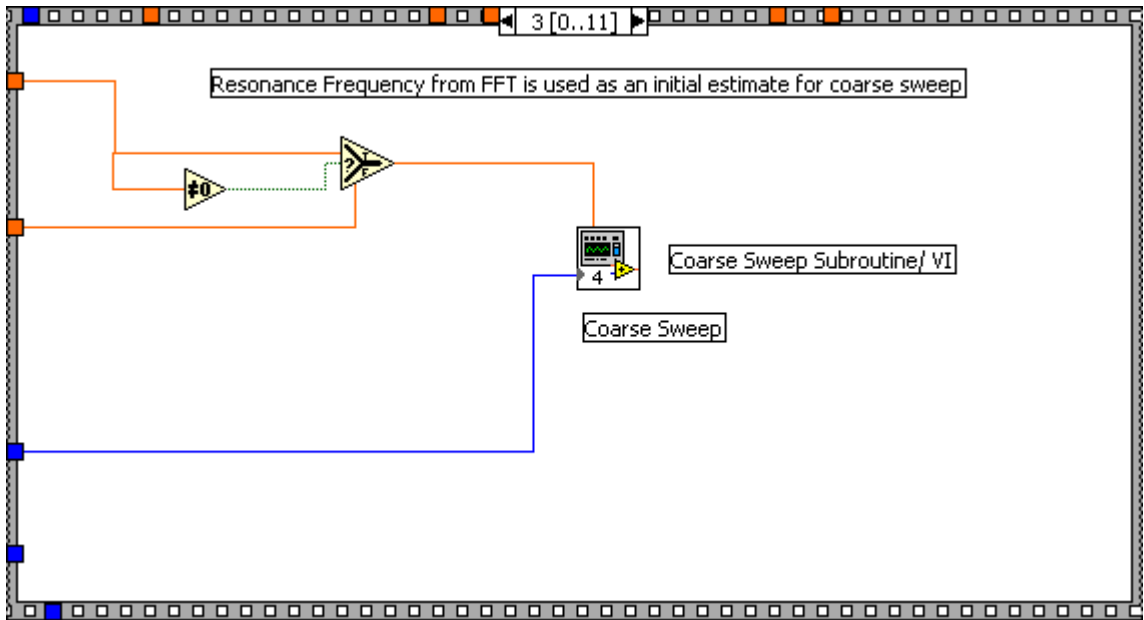 3 [0..11]
Resonance Frequency from FFT is used as an initial estimate for coarse sweep
?
T
F
≠0
4
Coarse Sweep Subroutine/ VI
Coarse Sweep